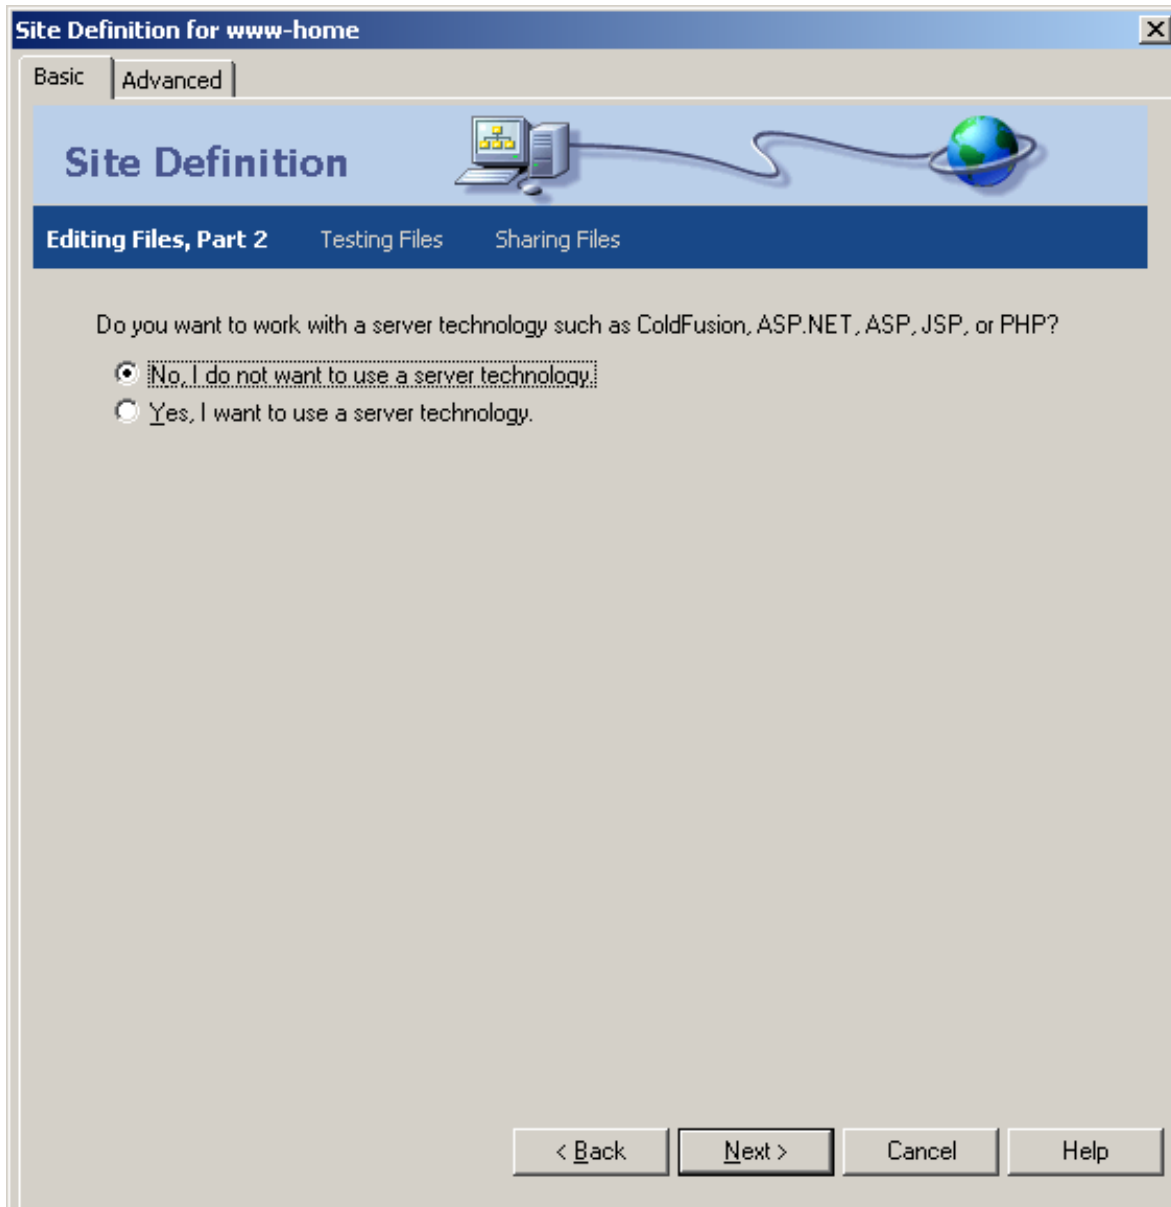 Site Definition for www-home
Basic
Advanced
Site Definition
Editing Files, Part 2 Testing Files Sharing Files
Do you want to work with a server technology such as ColdFusion, ASP.NET, ASP, JSP, or PHP?
No, I do not want to use a server technology.
Yes, I want to use a server technology.
< Back Next > Cancel Help